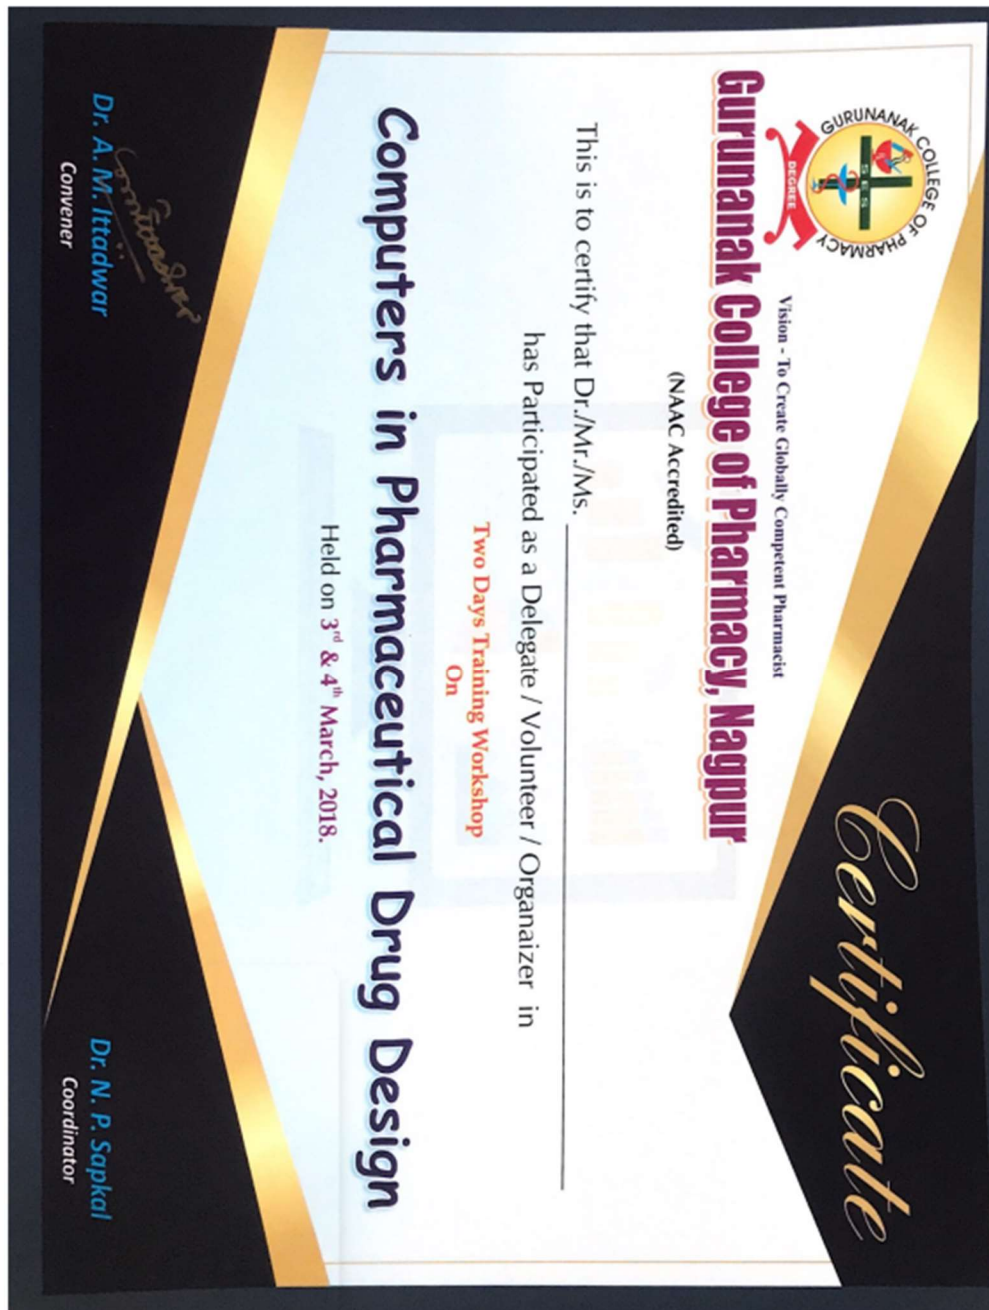 Certificate
GURUNANAK COLLEGE OF PHARMACY
SES
DEGREE
Vision - To Create Globally Competent Pharmacist
Gurunanak College of Pharmacy, Nagpur
(NAAC Accredited)
This is to certify that Dr./Mr./Ms.
has Participated as a Delegate / Volunteer / Organaizer in
Two Days Training Workshop
On
Computers in Pharmaceutical Drug Design
Held on 3rd & 4th March, 2018.
Dr. A. M. Ittadwar
Convener
Dr. N. P. Sapkal
Coordinator